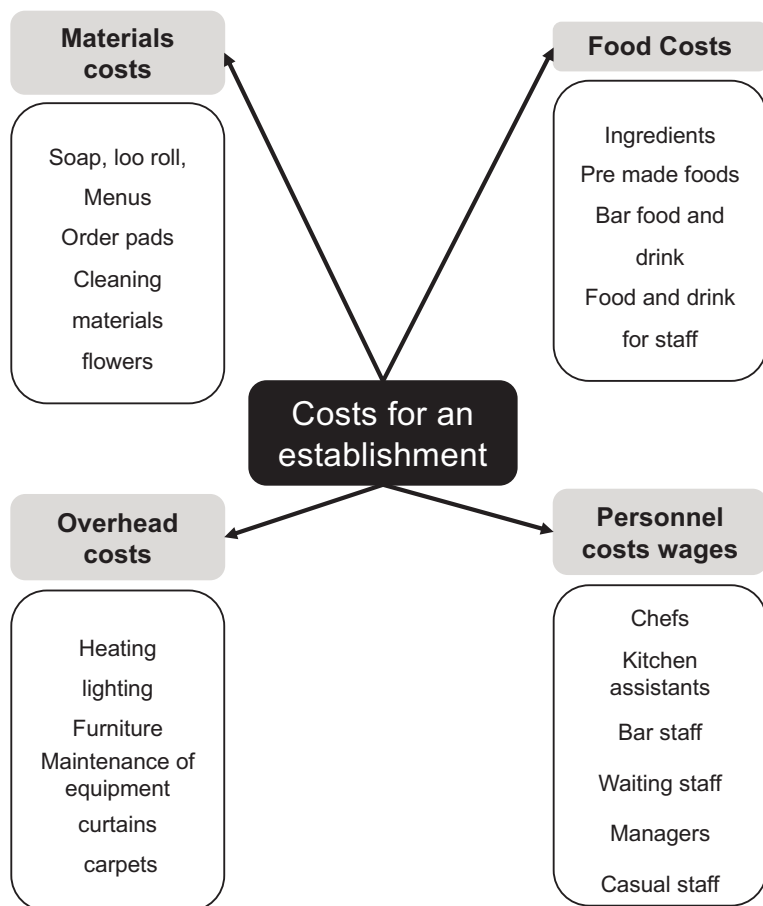 Materials
costs
Soap, loo roll,
Menus
Order pads
Cleaning
materials
flowers
Food Costs
Ingredients
Pre made foods
Bar food and
drink
Food and drink
for staff
Costs for an
establishment
Overhead
costs
Heating
lighting
Furniture
Maintenance of
equipment
curtains
carpets
Personnel
costs wages
Chefs
Kitchen
assistants
Bar staff
Waiting staff
Managers
Casual staff